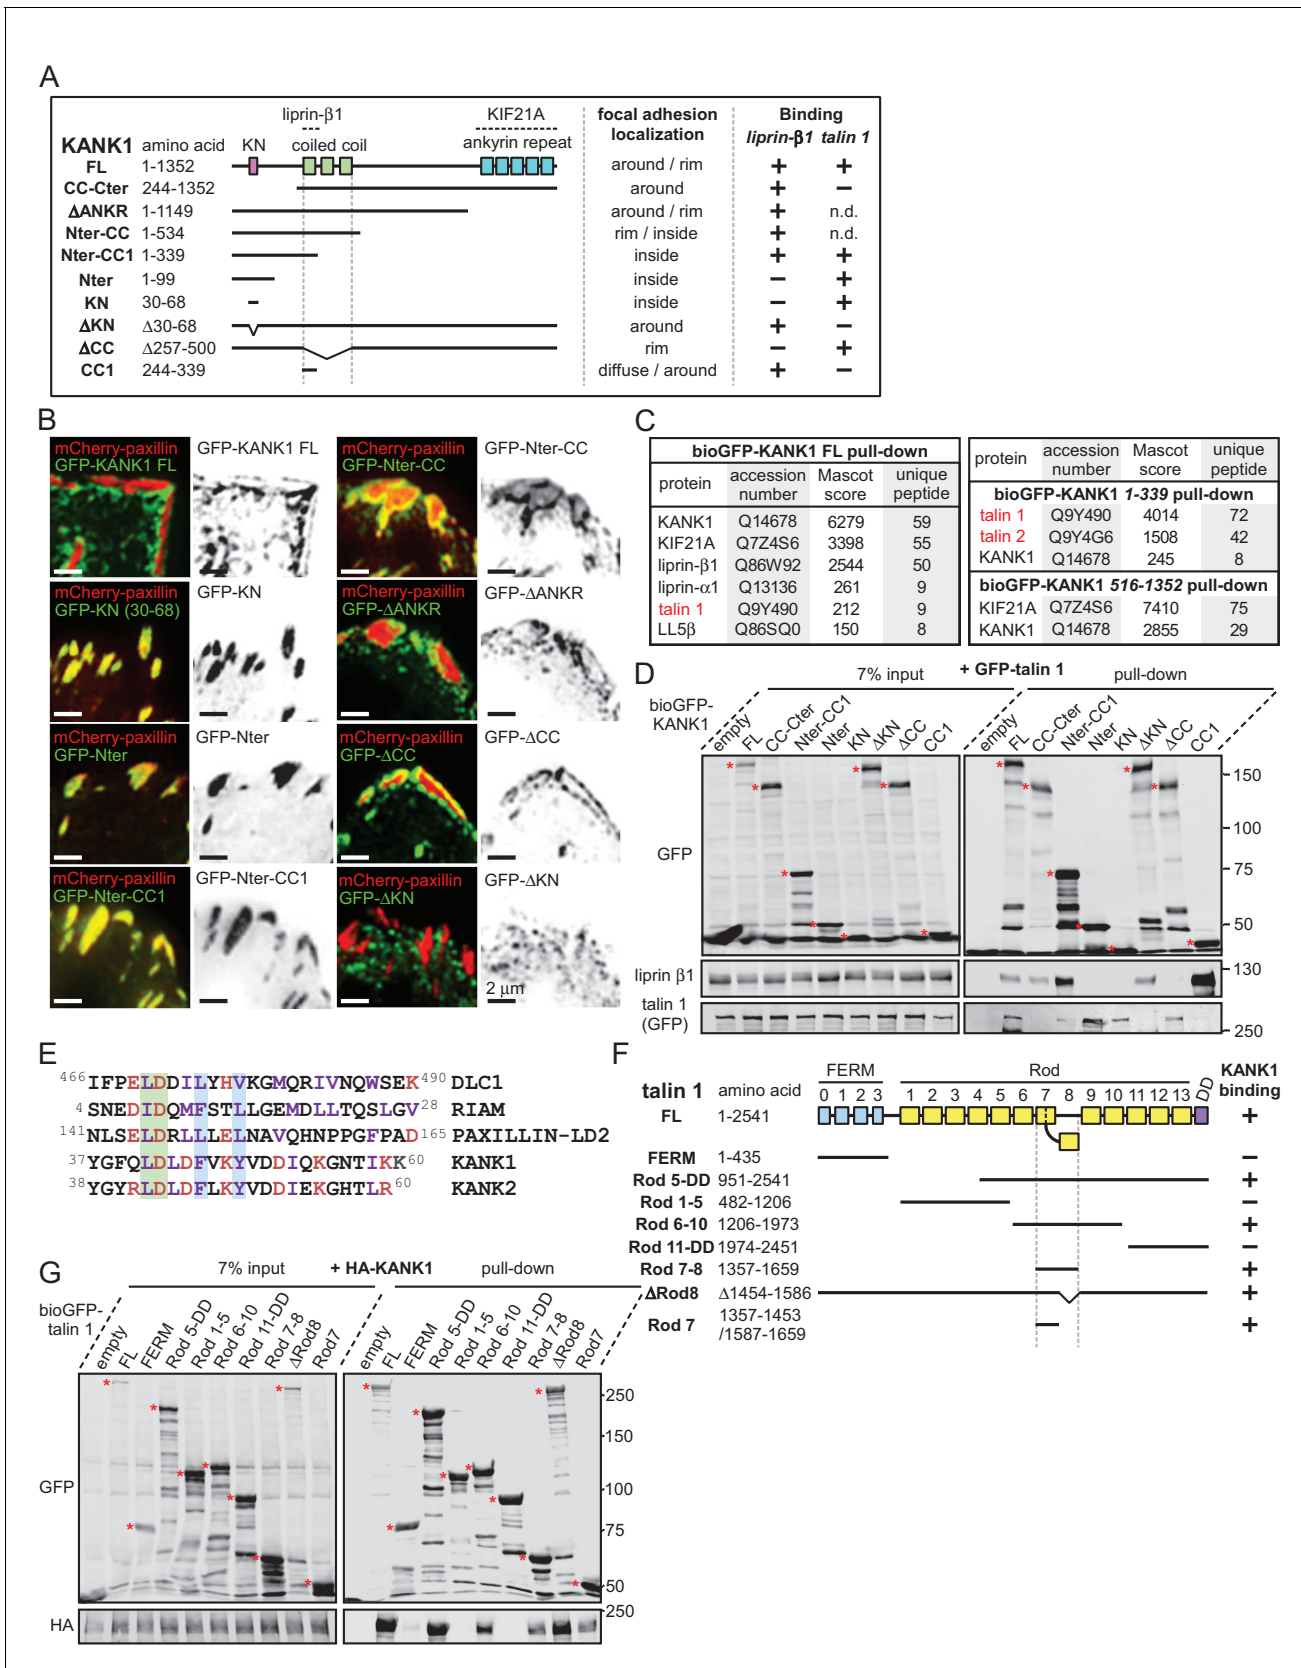 A
liprin-β1 KIF21A focal adhesion localization Binding
KANK1 amino acid KN coiled coil ankyrin repeat liprin-β1 talin 1
FL 1-1352 around / rim + +
CC-Cter 244-1352 around + −
ΔANKR 1-1149 around / rim + n.d.
Nter-CC 1-534 rim / inside + n.d.
Nter-CC1 1-339 inside + +
Nter 1-99 inside − +
KN 30-68 inside − +
ΔKN Δ30-68 around + −
ΔCC Δ257-500 rim − +
CC1 244-339 diffuse / around + −
B
mCherry-paxillin GFP-KANK1 FL mCherry-paxillin GFP-Nter-CC
GFP-KANK1 FL GFP-Nter-CC
mCherry-paxillin GFP-KN mCherry-paxillin GFP-ΔANKR
GFP-KN (30-68) GFP-ΔANKR
mCherry-paxillin GFP-Nter mCherry-paxillin GFP-ΔCC
GFP-Nter GFP-ΔCC
mCherry-paxillin GFP-Nter-CC1 mCherry-paxillin GFP-ΔKN
GFP-Nter-CC1 GFP-ΔKN
2 μm
C
bioGFP-KANK1 FL pull-down
protein accession number Mascot score unique peptide
KANK1 Q14678 6279 59
KIF21A Q7Z4S6 3398 55
liprin-β1 Q86W92 2544 50
liprin-α1 Q13136 261 9
talin 1 Q9Y490 212 9
LL5β Q86SQ0 150 8
protein accession number Mascot score unique peptide
bioGFP-KANK1 1-339 pull-down
talin 1 Q9Y490 4014 72
talin 2 Q9Y4G6 1508 42
KANK1 Q14678 245 8
bioGFP-KANK1 516-1352 pull-down
KIF21A Q7Z4S6 7410 75
KANK1 Q14678 2855 29
D
7% input + GFP-talin 1 pull-down
bioGFP-KANK1
empty FL CC-Cter Nter-CC1 Nter KN ΔKN ΔCC CC1 empty FL CC-Cter Nter-CC1 Nter KN ΔKN ΔCC CC1
GFP
150
100
75
50
liprin β1 130
talin 1 (GFP) 250
E
466 IFPELDDILYHVKGMQRIVNQWSEK 490 DLC1
4 SNEDIDQMFSTLLGEMDLLTQSLGV 28 RIAM
141 NLSELDRLLLELNAVQHNPPGFPAD 165 PAXILLIN-LD2
37 YGFQLDLDFVKYVDDIQKGNTIKK 60 KANK1
38 YGYRLDLDFLKYVDDIEKGHTLR 60 KANK2
F
FERM Rod KANK1 binding
talin 1 amino acid 0 1 2 3 1 2 3 4 5 6 7 8 9 10 11 12 13 DD
FL 1-2541 +
FERM 1-435 −
Rod 5-DD 951-2541 +
Rod 1-5 482-1206 −
Rod 6-10 1206-1973 +
Rod 11-DD 1974-2451 −
Rod 7-8 1357-1659 +
ΔRod8 Δ1454-1586 +
Rod 7 1357-1453 /1587-1659 +
G
7% input + HA-KANK1 pull-down
bioGFP-talin 1
empty FL FERM Rod 5-DD Rod 1-5 Rod 6-10 Rod 11-DD Rod 7-8 ΔRod8 Rod7 empty FL FERM Rod 5-DD Rod 1-5 Rod 6-10 Rod 11-DD Rod 7-8 ΔRod8 Rod7
GFP
250
150
100
75
50
HA 250